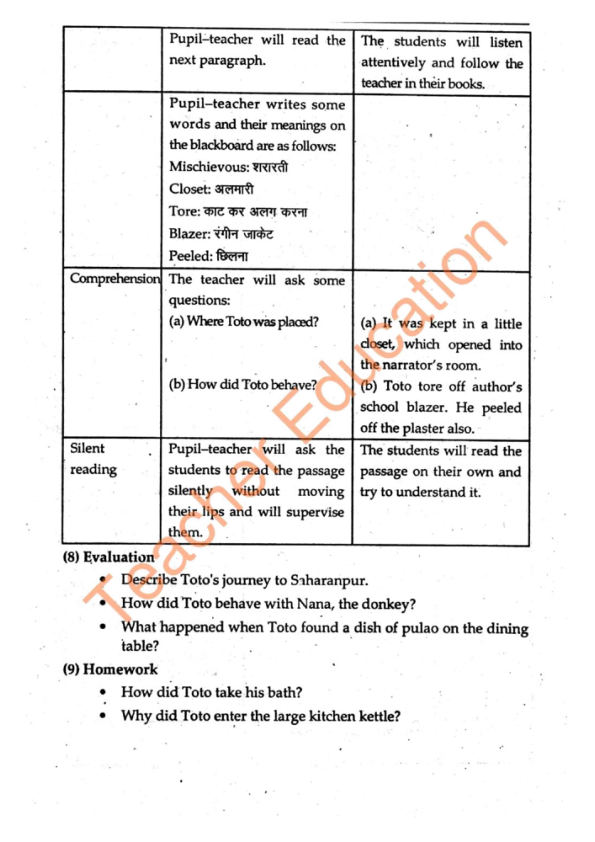 Pupil–teacher will read the
next paragraph.
The students will listen
attentively and follow the
teacher in their books.
Pupil–teacher writes some
words and their meanings on
the blackboard are as follows:
Mischievous: शरारती
Closet: अलमारी
Tore: काट कर अलग करना
Blazer: रंगीन जाकेट
Peeled: छिलना
Comprehension
The teacher will ask some
questions:
(a) Where Toto was placed?
(a) It was kept in a little
closet, which opened into
the narrator's room.
(b) How did Toto behave?
(b) Toto tore off author's
school blazer. He peeled
off the plaster also.
Silent
reading
Pupil–teacher will ask the
students to read the passage
silently without moving
their lips and will supervise
them.
The students will read the
passage on their own and
try to understand it.
(8) Evaluation
• Describe Toto's journey to Saharanpur.
• How did Toto behave with Nana, the donkey?
• What happened when Toto found a dish of pulao on the dining
table?
(9) Homework
• How did Toto take his bath?
• Why did Toto enter the large kitchen kettle?
Teacher Education